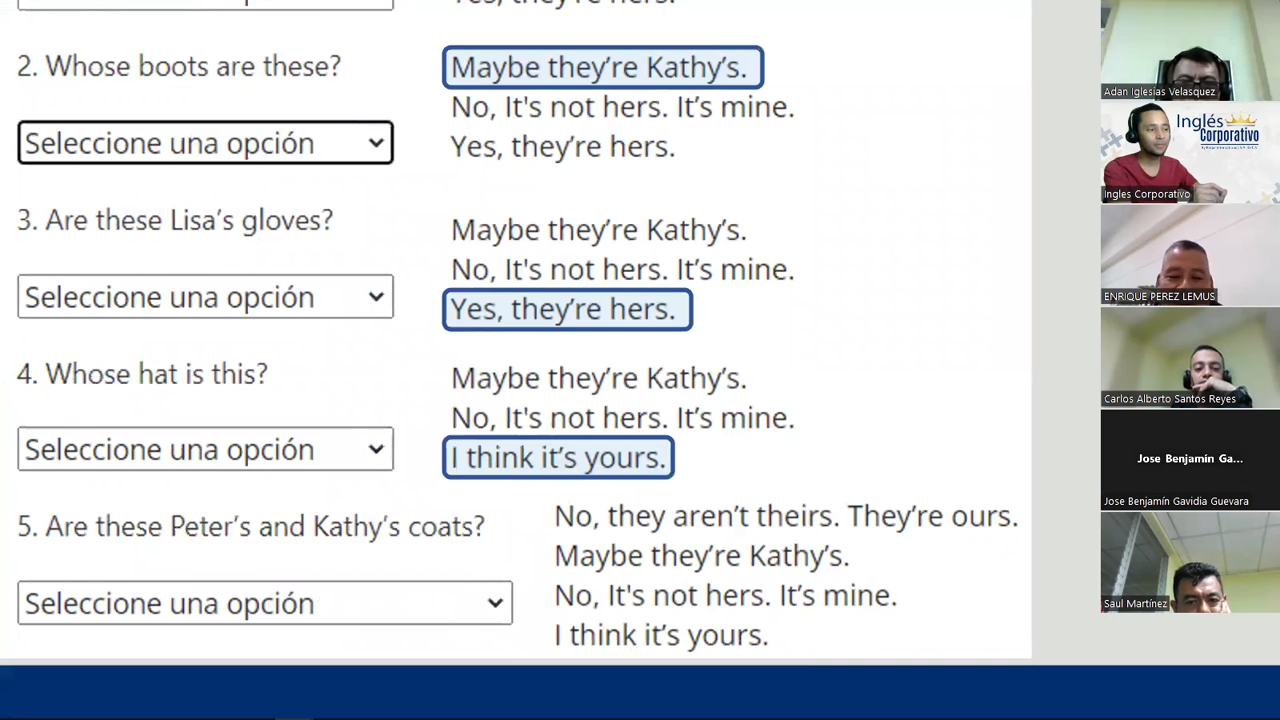 Yes, they're hers.
2. Whose boots are these?
Maybe they're Kathy's.
No, It's not hers. It's mine.
Seleccione una opción
Yes, they're hers.
3. Are these Lisa's gloves?
Maybe they're Kathy's.
No, It's not hers. It's mine.
Seleccione una opción
Yes, they're hers.
4. Whose hat is this?
Maybe they're Kathy's.
No, It's not hers. It's mine.
Seleccione una opción
I think it's yours.
5. Are these Peter's and Kathy's coats?
No, they aren't theirs. They're ours.
Maybe they're Kathy's.
Seleccione una opción
No, It's not hers. It's mine.
I think it's yours.
Adan Iglesias Velasquez
Inglés
Corporativo
Ingles Corporativo
ENRIQUE PEREZ LEMUS
Carlos Alberto Santos Reyes
Jose Benjamín Ga...
Jose Benjamín Gavidia Guevara
Saul Martínez